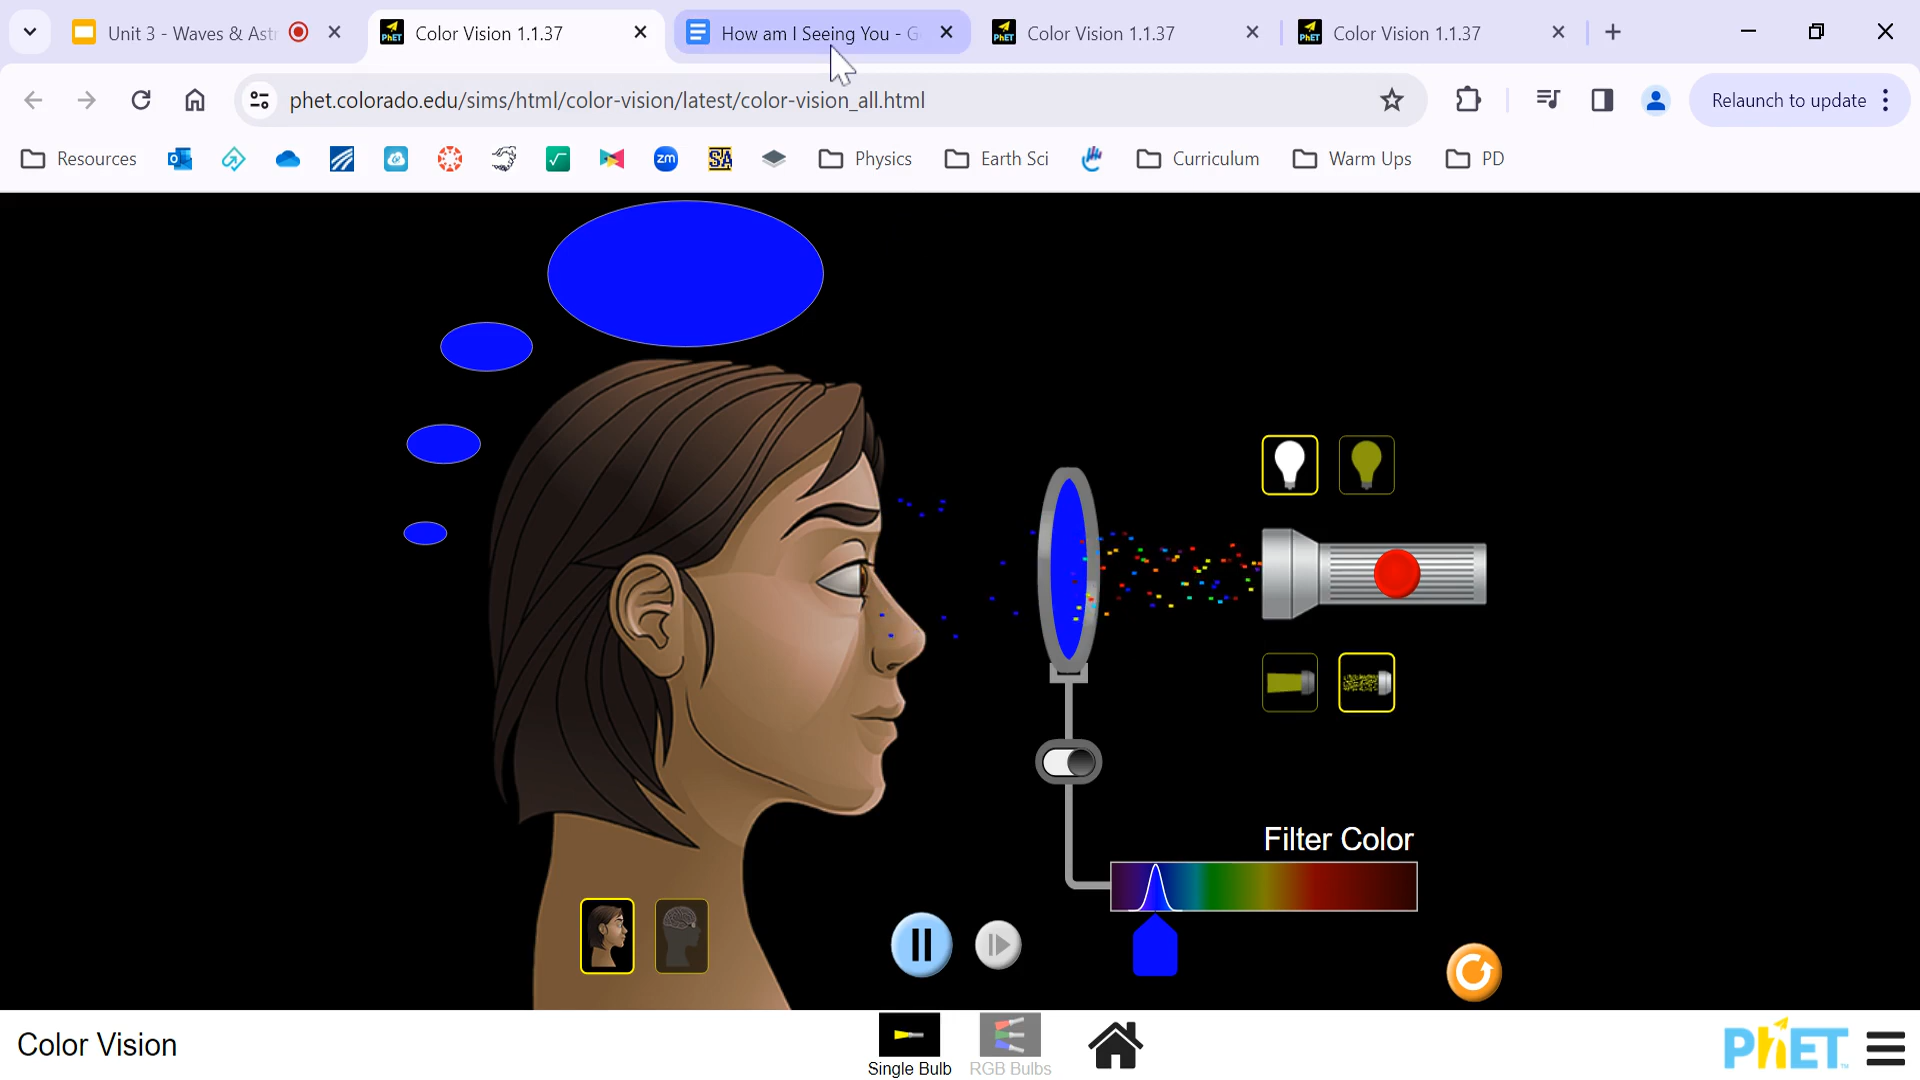 Unit 3 - Waves & Ast
Color Vision 1.1.37
How am I Seeing You - G
Color Vision 1.1.37
Color Vision 1.1.37
phet.colorado.edu/sims/html/color-vision/latest/color-vision_all.html
Relaunch to update
Resources
zm
SA
Physics
Earth Sci
Curriculum
Warm Ups
PD
Filter Color
Color Vision
Single Bulb
RGB Bulbs
PhET